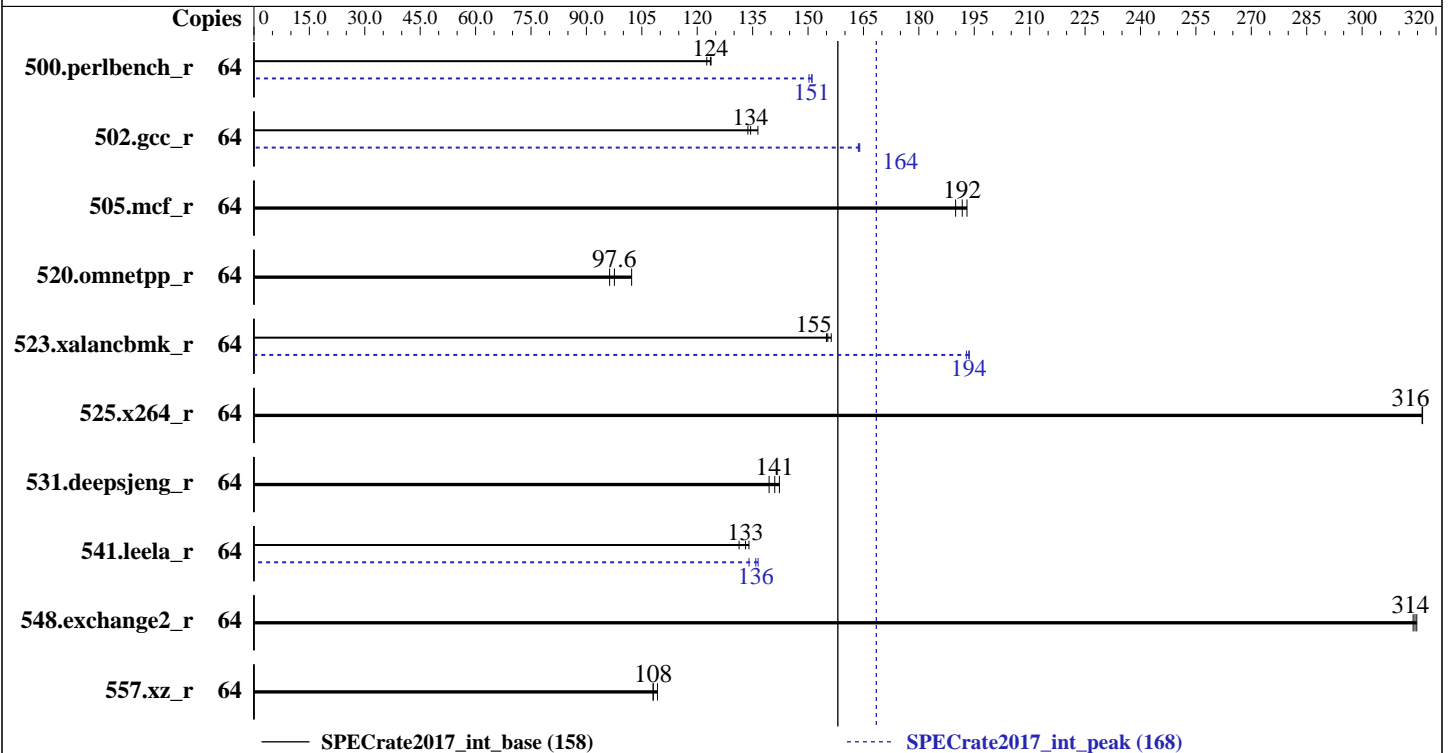 Copies 0 15.0 30.0 45.0 60.0 75.0 90.0 105 120 135 150 165 180 195 210 225 240 255 270 285 300 320
500.perlbench_r 64 124
151
502.gcc_r 64 134
164
505.mcf_r 64 192
520.omnetpp_r 64 97.6
523.xalancbmk_r 64 155
194
525.x264_r 64 316
531.deepsjeng_r 64 141
541.leela_r 64 133
136
548.exchange2_r 64 314
557.xz_r 64 108
SPECrate2017_int_base (158) SPECrate2017_int_peak (168)